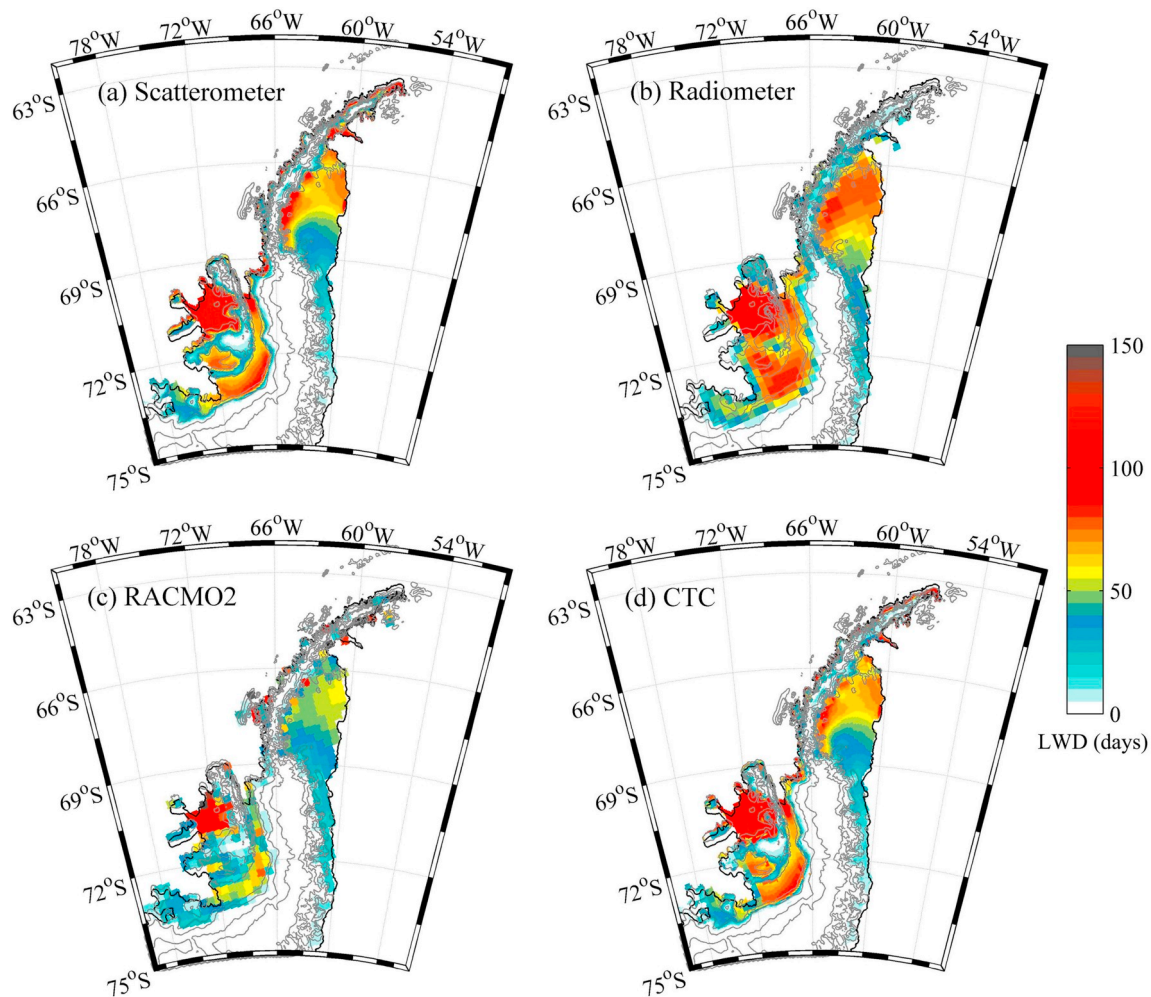 78°W 72°W 66°W 60°W 54°W
63°S
66°S
69°S
72°S
75°S
(a) Scatterometer
78°W 72°W 66°W 60°W 54°W
63°S
66°S
69°S
72°S
75°S
(b) Radiometer
78°W 72°W 66°W 60°W 54°W
63°S
66°S
69°S
72°S
75°S
(c) RACMO2
78°W 72°W 66°W 60°W 54°W
63°S
66°S
69°S
72°S
75°S
(d) CTC
150
100
50
0
LWD (days)